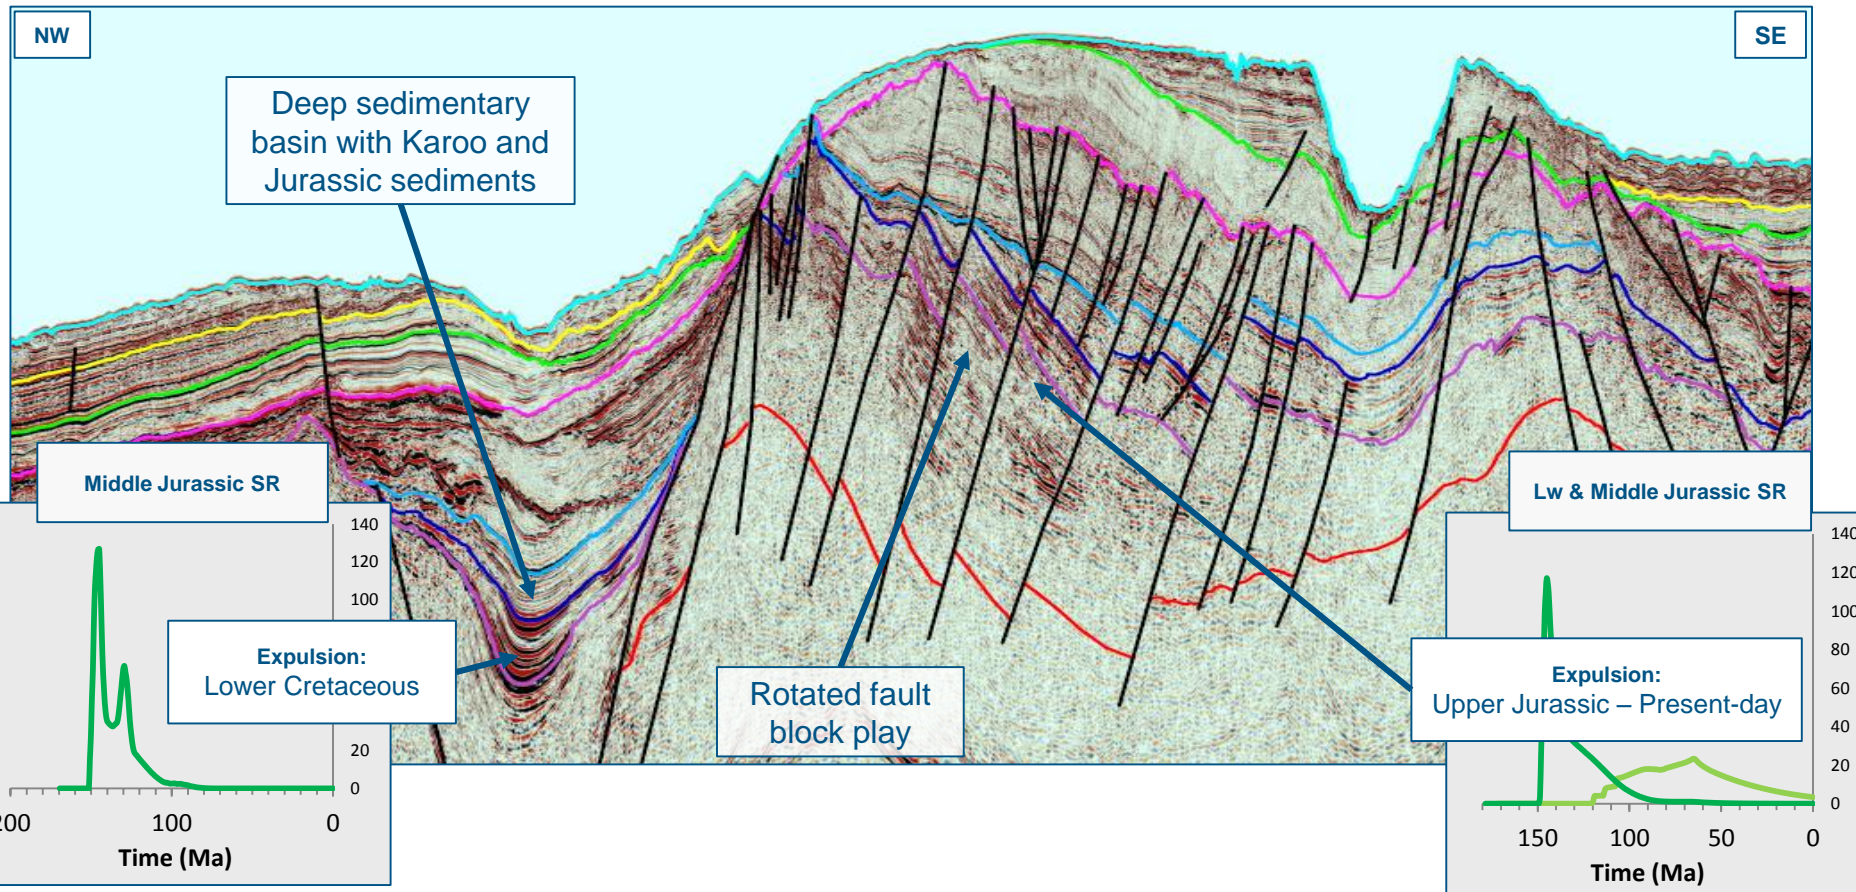 NW
SE
Deep sedimentary
basin with Karoo and
Jurassic sediments
Middle Jurassic SR
140
120
100
20
0
200
100
0
Time (Ma)
Expulsion:
Lower Cretaceous
Rotated fault
block play
Lw & Middle Jurassic SR
140
120
100
80
60
40
20
0
150
100
50
0
Time (Ma)
Expulsion:
Upper Jurassic – Present-day